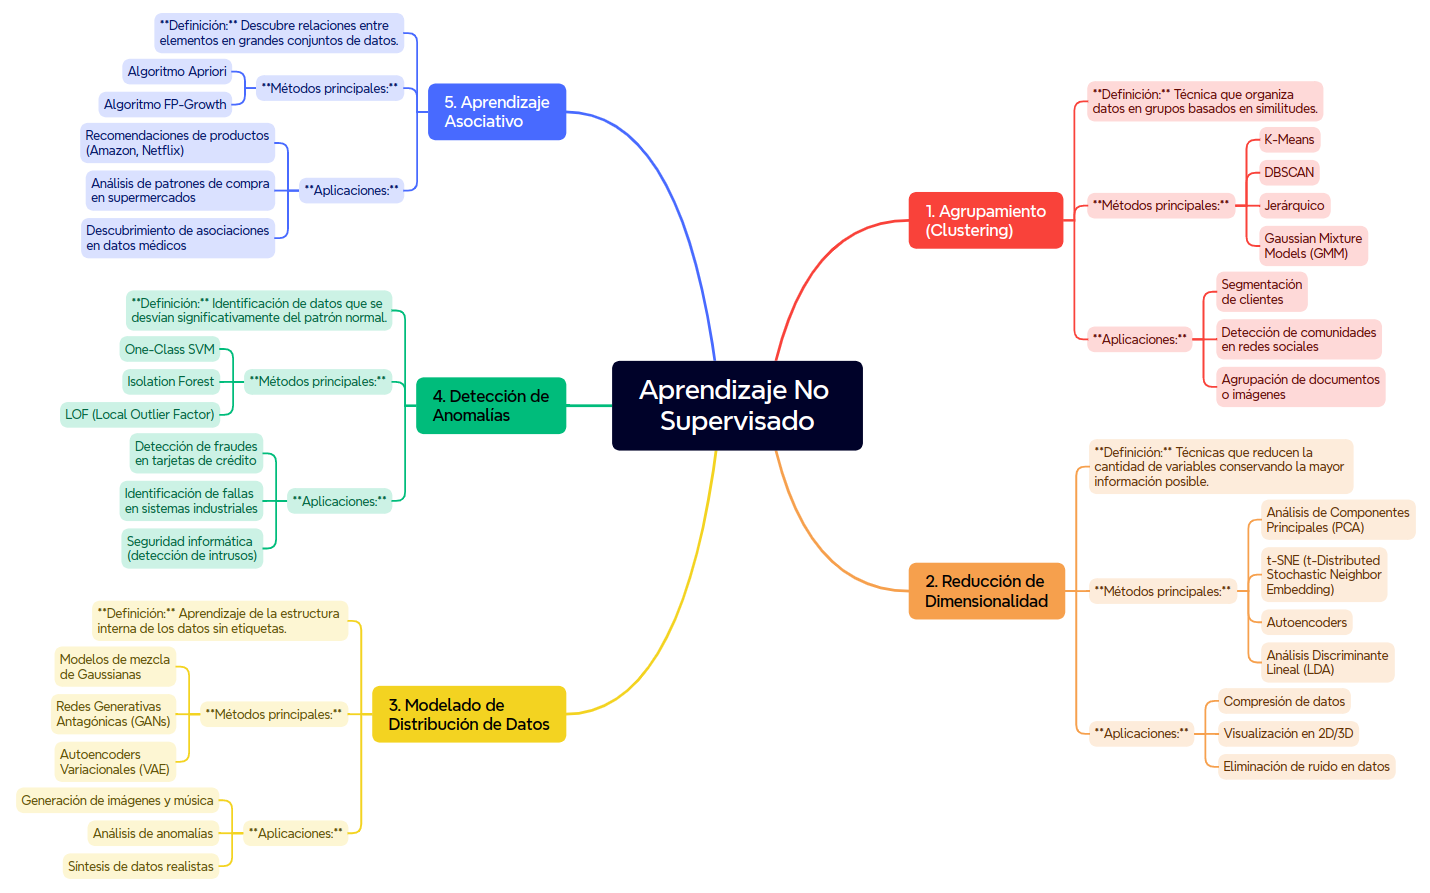 Aprendizaje No
Supervisado
1. Agrupamiento
(Clustering)
**Definición:** Técnica que organiza
datos en grupos basados en similitudes.
**Métodos principales:**
K-Means
DBSCAN
Jerárquico
Gaussian Mixture
Models (GMM)
**Aplicaciones:**
Segmentación
de clientes
Detección de comunidades
en redes sociales
Agrupación de documentos
o imágenes
2. Reducción de
Dimensionalidad
**Definición:** Técnicas que reducen la
cantidad de variables conservando la mayor
información posible.
**Métodos principales:**
Análisis de Componentes
Principales (PCA)
t-SNE (t-Distributed
Stochastic Neighbor
Embedding)
Autoencoders
Análisis Discriminante
Lineal (LDA)
**Aplicaciones:**
Compresión de datos
Visualización en 2D/3D
Eliminación de ruido en datos
3. Modelado de
Distribución de Datos
**Definición:** Aprendizaje de la estructura
interna de los datos sin etiquetas.
**Métodos principales:**
Modelos de mezcla
de Gaussianas
Redes Generativas
Antagónicas (GANs)
Autoencoders
Variacionales (VAE)
**Aplicaciones:**
Generación de imágenes y música
Análisis de anomalías
Síntesis de datos realistas
4. Detección de
Anomalías
**Definición:** Identificación de datos que se
desvían significativamente del patrón normal.
**Métodos principales:**
One-Class SVM
Isolation Forest
LOF (Local Outlier Factor)
**Aplicaciones:**
Detección de fraudes
en tarjetas de crédito
Identificación de fallas
en sistemas industriales
Seguridad informática
(detección de intrusos)
5. Aprendizaje
Asociativo
**Definición:** Descubre relaciones entre
elementos en grandes conjuntos de datos.
**Métodos principales:**
Algoritmo Apriori
Algoritmo FP-Growth
**Aplicaciones:**
Recomendaciones de productos
(Amazon, Netflix)
Análisis de patrones de compra
en supermercados
Descubrimiento de asociaciones
en datos médicos